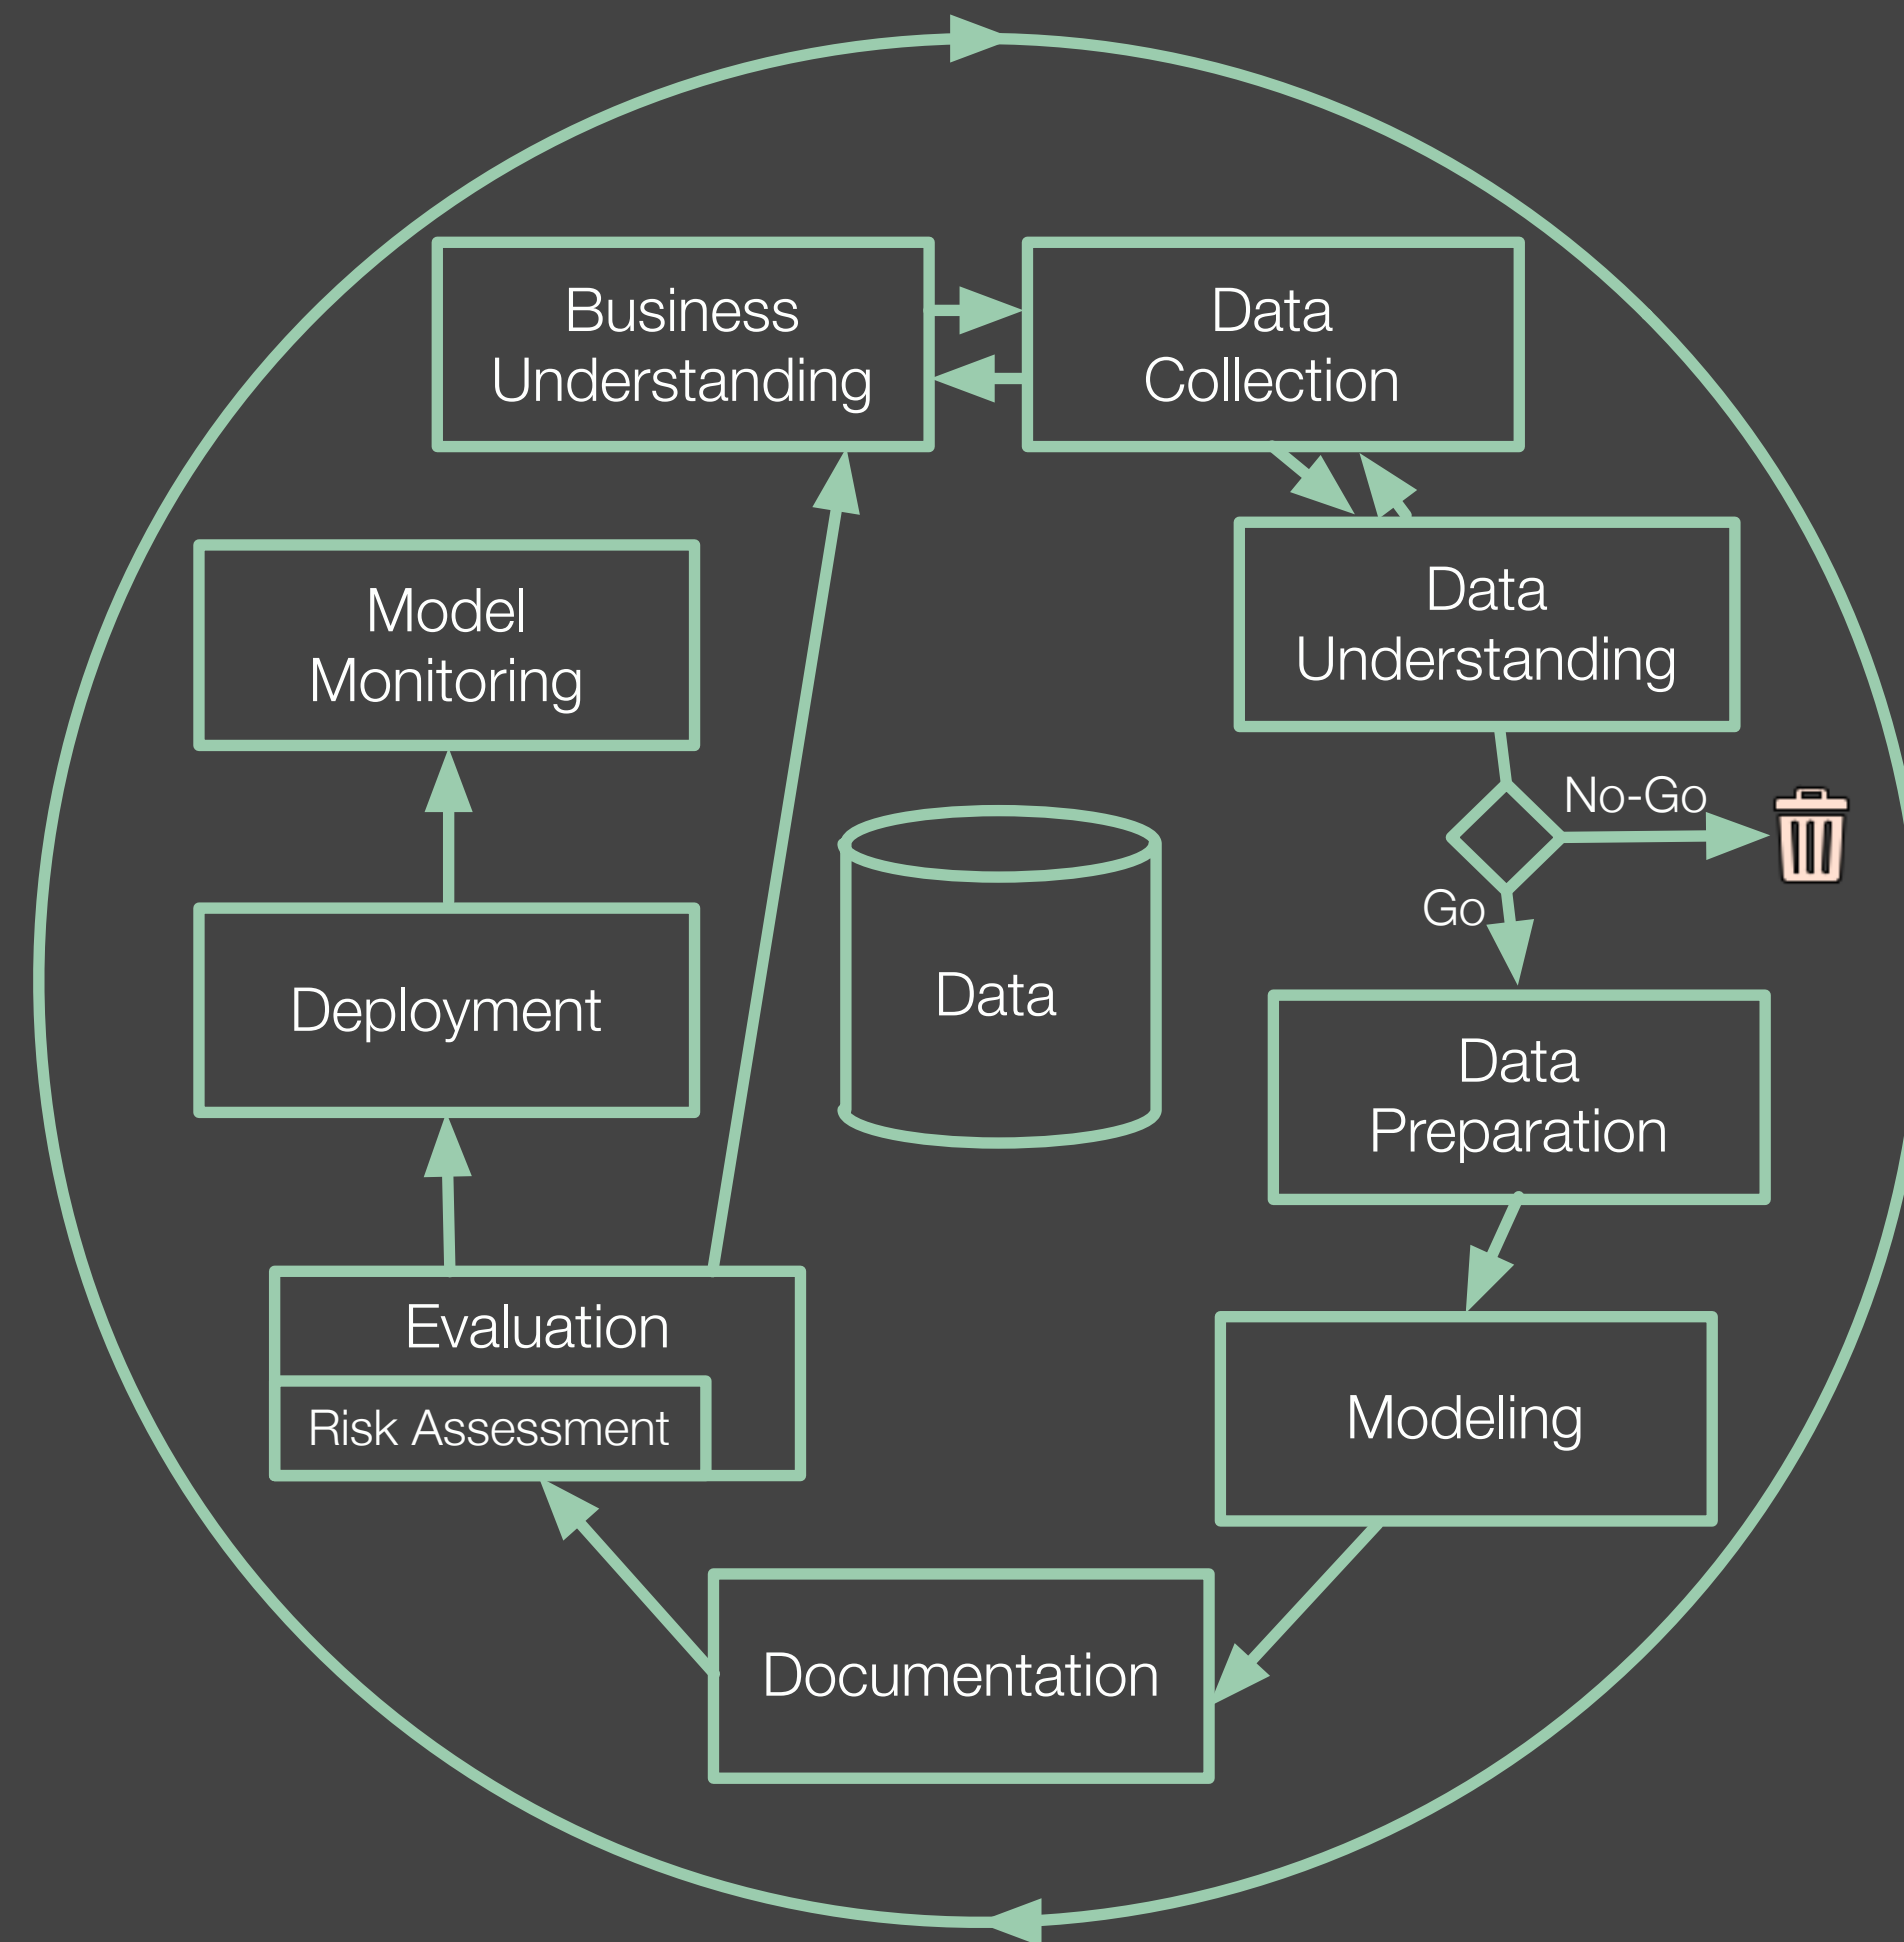 Business
Understanding
Data
Collection
Data
Understanding
No-Go
Go
Data
Preparation
Modeling
Documentation
Evaluation
Risk Assessment
Deployment
Model
Monitoring
Data